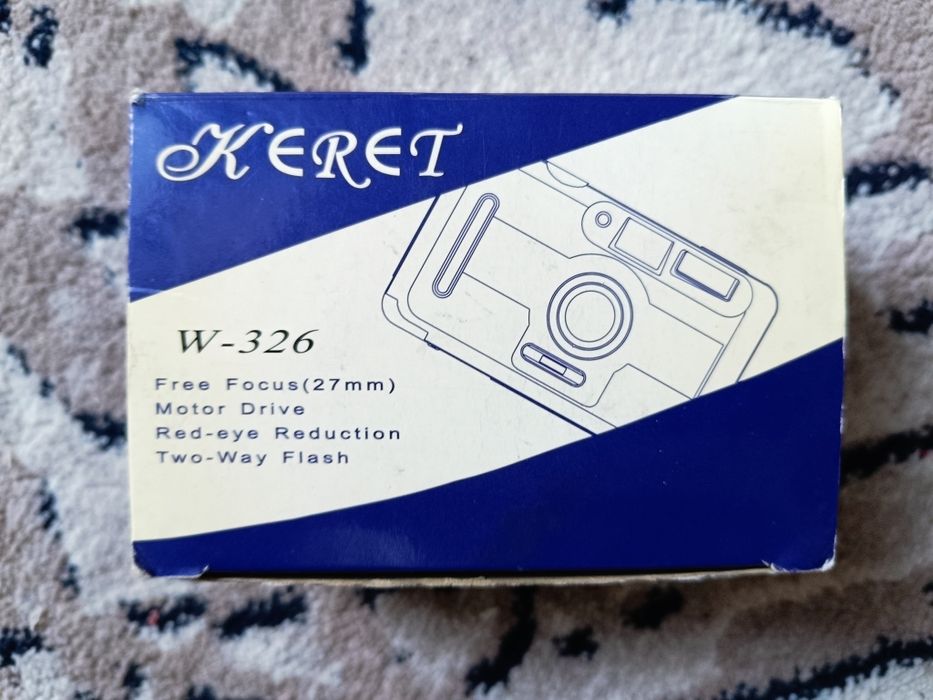 KERET
W-326
Free Focus(27mm)
Motor Drive
Red-eye Reduction
Two-Way Flash